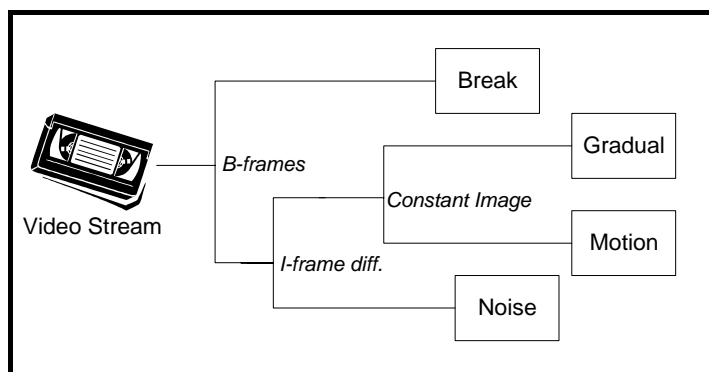 Break
Gradual
B-frames
Constant Image
Video Stream
Motion
I-frame diff.
Noise